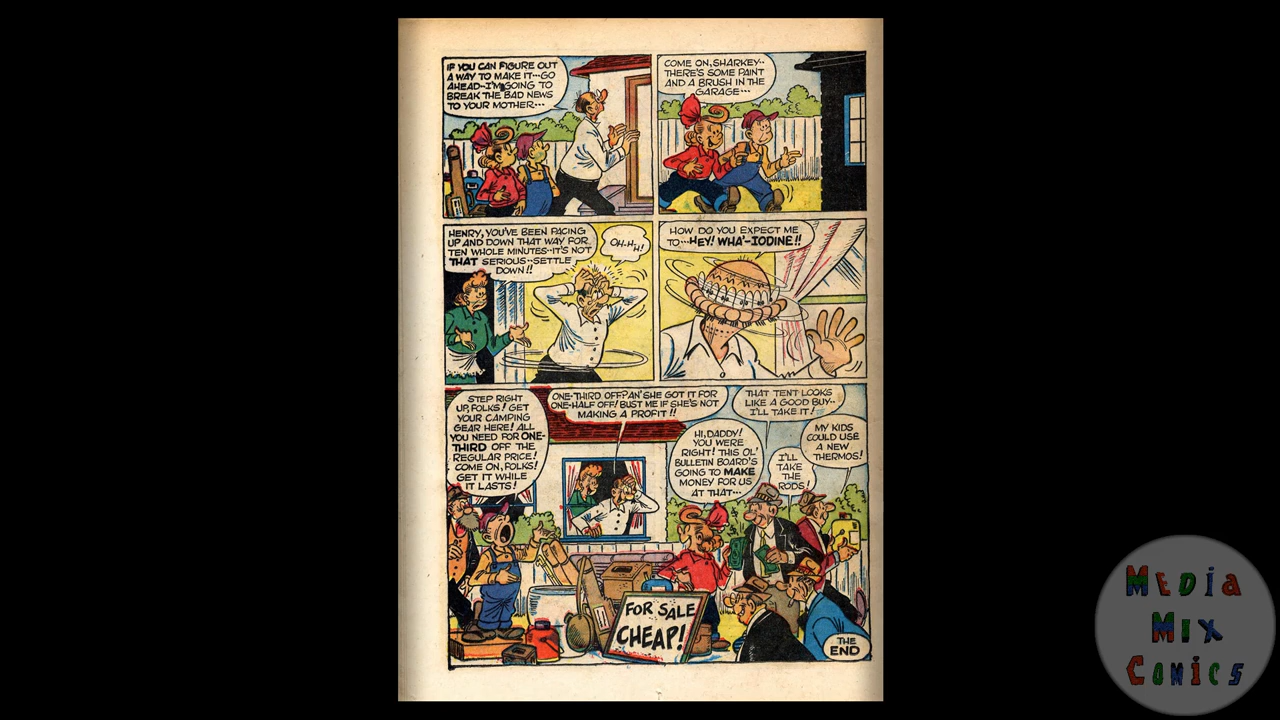 IF YOU CAN FIGURE OUT
A WAY TO MAKE IT---GO
AHEAD--I'M GOING TO
BREAK THE BAD NEWS
TO YOUR MOTHER---
COME ON, SHARKEY--
THERE'S SOME PAINT
AND A BRUSH IN THE
GARAGE---
HENRY, YOU'VE BEEN PACING
UP AND DOWN THAT WAY FOR
TEN WHOLE MINUTES--IT'S NOT
THAT SERIOUS--SETTLE
DOWN!!
OH-H-H!
HOW DO YOU EXPECT ME
TO---HEY! WHA'-IODINE!!
STEP RIGHT
UP, FOLKS! GET
YOUR CAMPING
GEAR HERE! ALL
YOU NEED FOR ONE-
THIRD OFF THE
REGULAR PRICE!
COME ON, FOLKS!
GET IT WHILE
IT LASTS!
ONE-THIRD OFF? AN' SHE GOT IT FOR
ONE-HALF OFF! BUST ME IF SHE'S NOT
MAKING A PROFIT!!
HI, DADDY!
YOU WERE
RIGHT! THIS OL'
BULLETIN BOARD'S
GOING TO MAKE
MONEY FOR US
AT THAT---
THAT TENT LOOKS
LIKE A GOOD BUY--
I'LL TAKE IT!
I'LL
TAKE
THE
RODS!
MY KIDS
COULD USE
A NEW
THERMOS!
FOR SALE
CHEAP!
THE
END
MEDiA
MiX
COMiCS